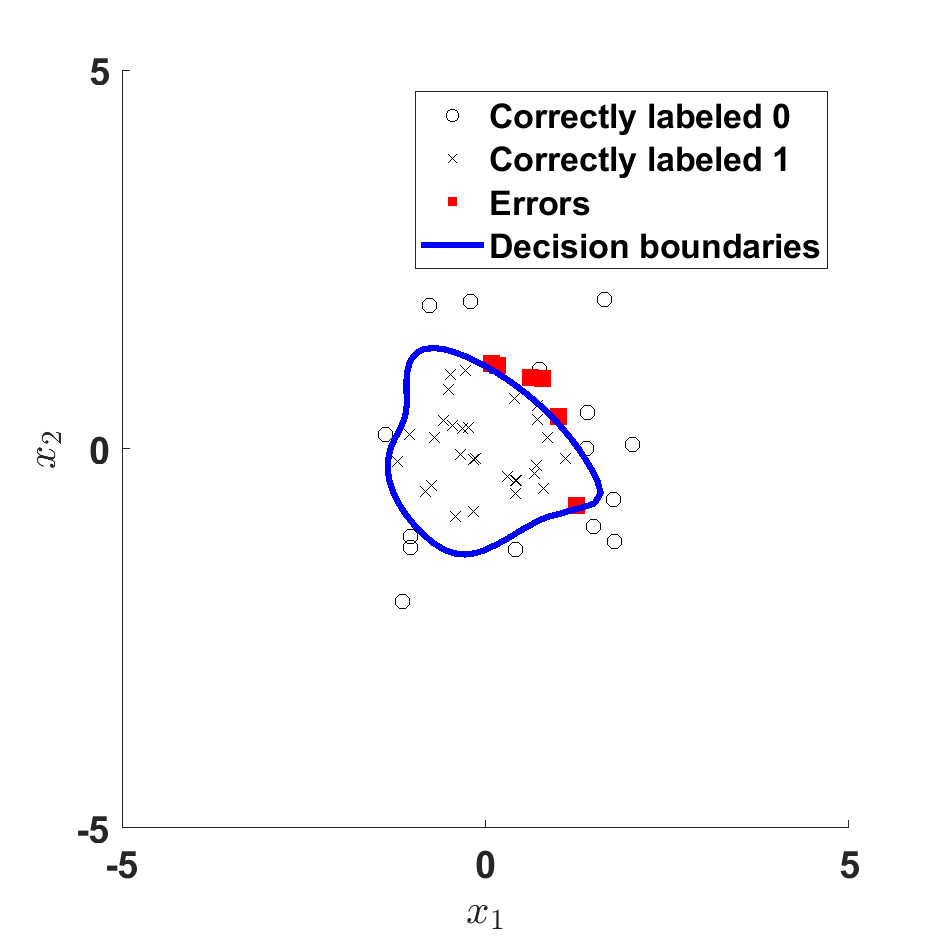 5
Correctly labeled 0
Correctly labeled 1
Errors
Decision boundaries
x₂
0
-5
-5 0 5
x₁